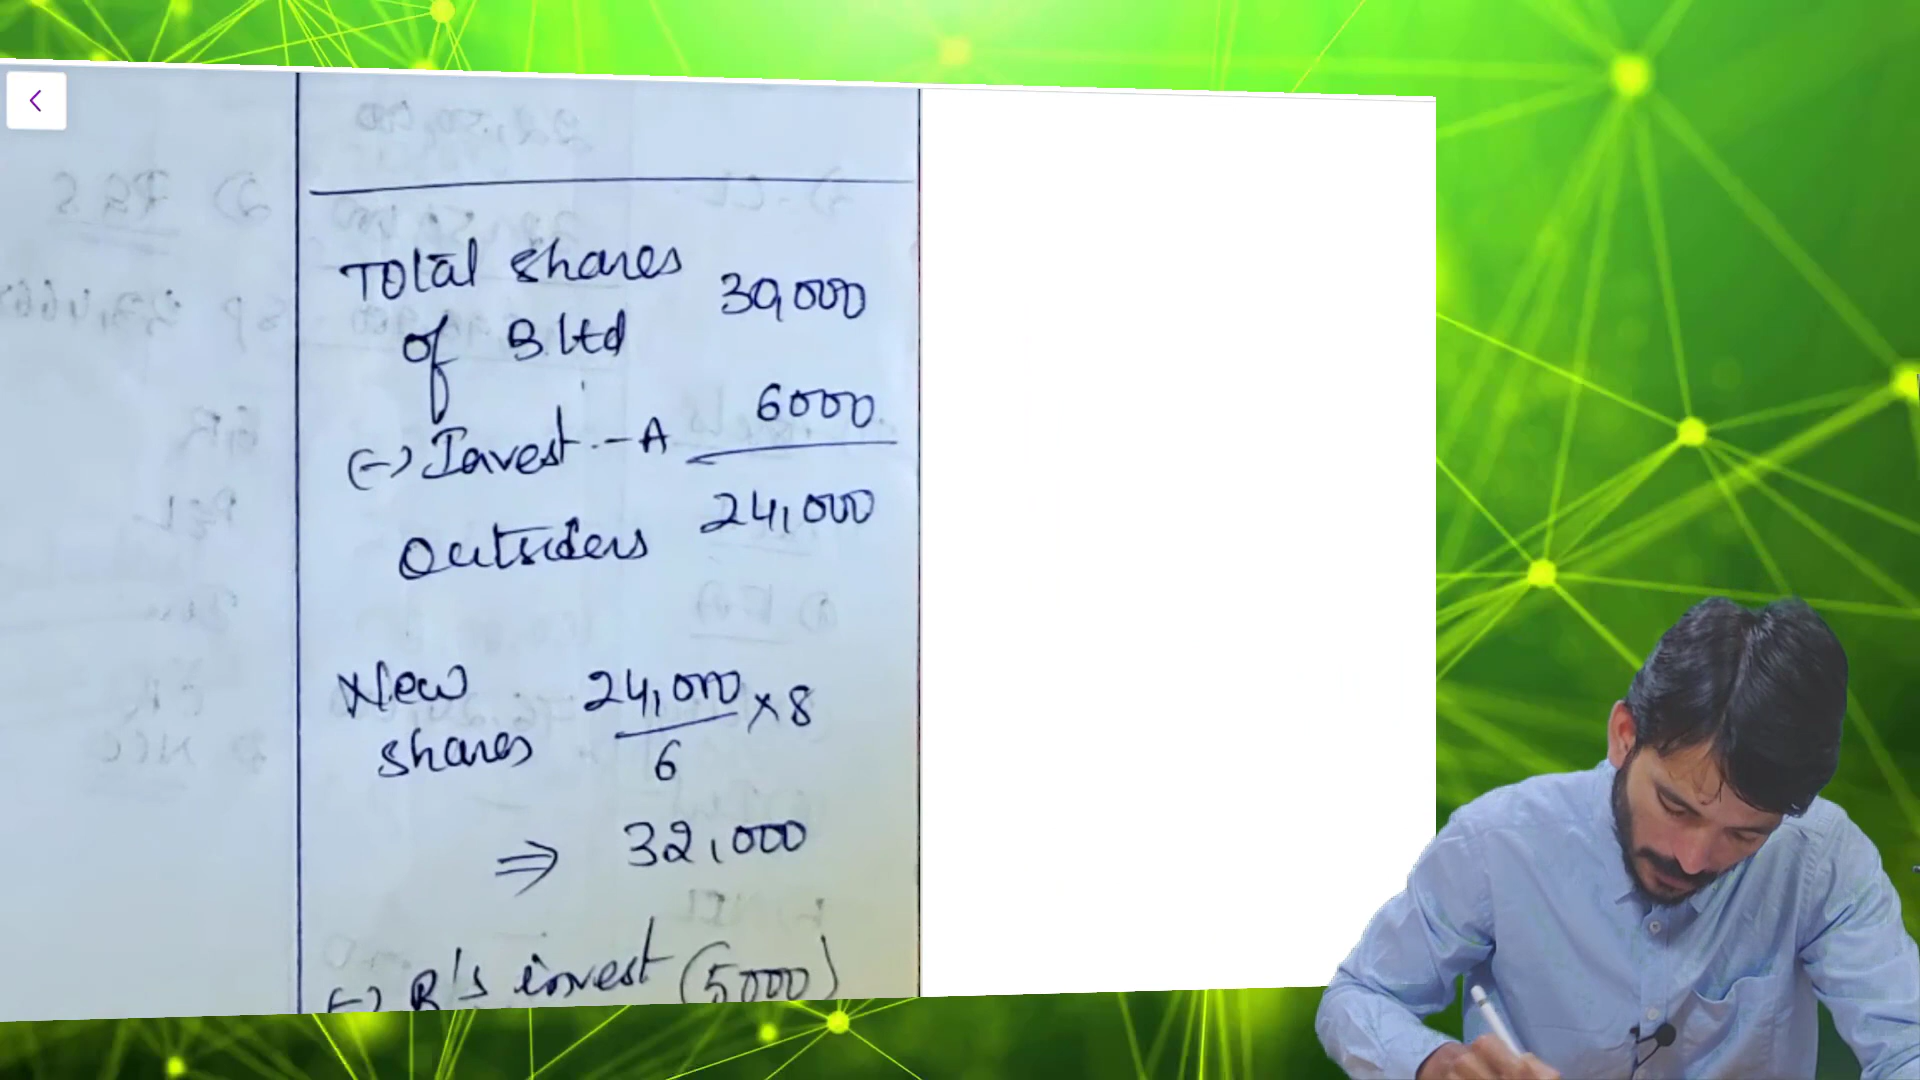 Total shares
of B. Ltd 30,000
(-) Invest - A 6000
Outsiders 24,000
New shares 24,000 × 8
6
⇒ 32,000
(-) B's invest (5000)